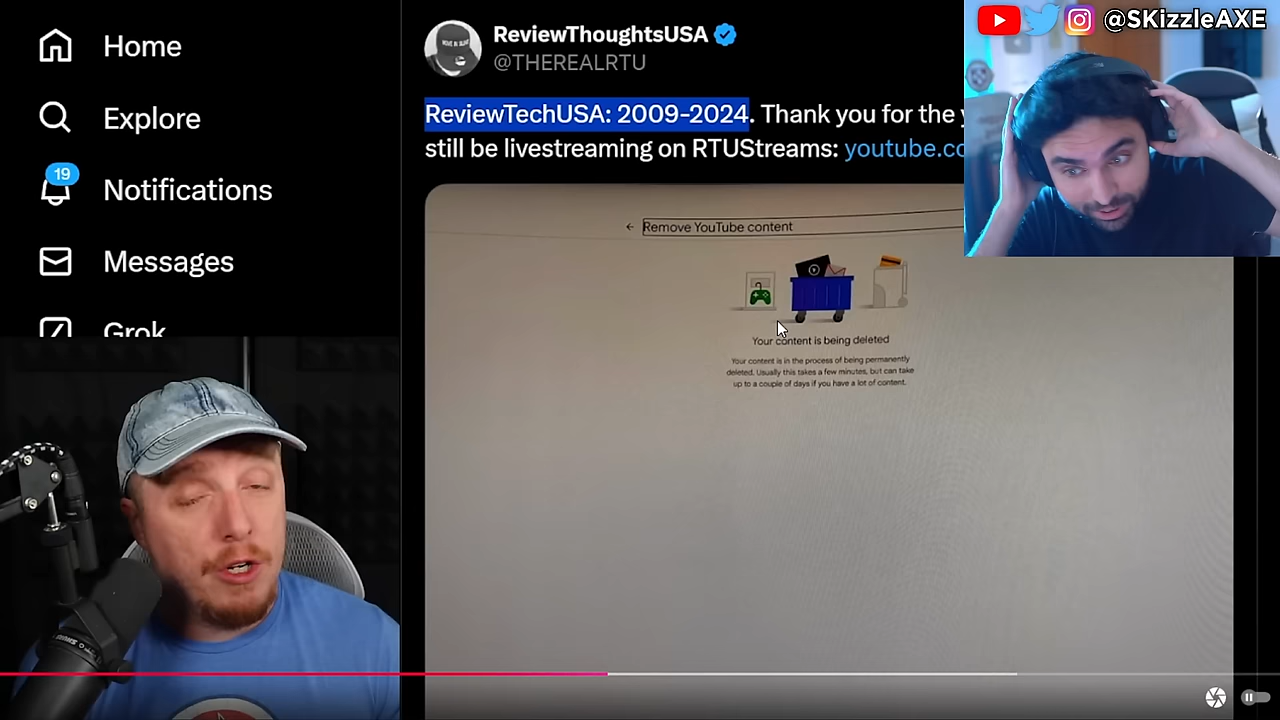 Home
Explore
19
Notifications
Messages
Grok
ReviewThoughtsUSA
@THEREALRTU
ReviewTechUSA: 2009-2024. Thank you for the
still be livestreaming on RTUStreams: youtube.co
Remove YouTube content
Your content is being deleted
Your content is in the process of being permanently
deleted. Usually this takes a few minutes, but can take
up to a couple of days if you have a lot of content.
@SKizzleAXE